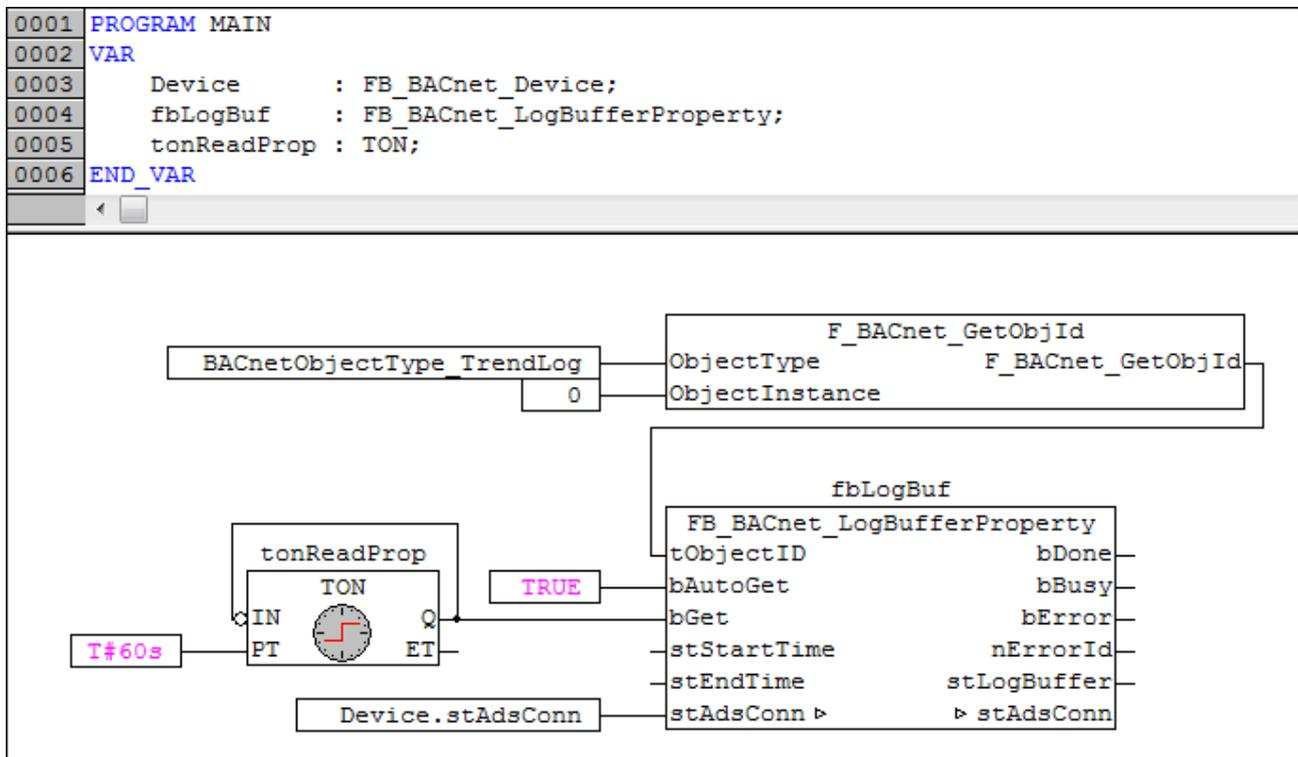 0001 PROGRAM MAIN
0002 VAR
0003 Device : FB_BACnet_Device;
0004 fbLogBuf : FB_BACnet_LogBufferProperty;
0005 tonReadProp : TON;
0006 END_VAR
F_BACnet_GetObjId
BACnetObjectType_TrendLog ObjectType F_BACnet_GetObjId
0 ObjectInstance
fbLogBuf
FB_BACnet_LogBufferProperty
tonReadProp tObjectID bDone
TON TRUE bAutoGet bBusy
IN Q bGet bError
T#60s PT ET stStartTime nErrorId
stEndTime stLogBuffer
Device.stAdsConn stAdsConn ▹ ▹ stAdsConn